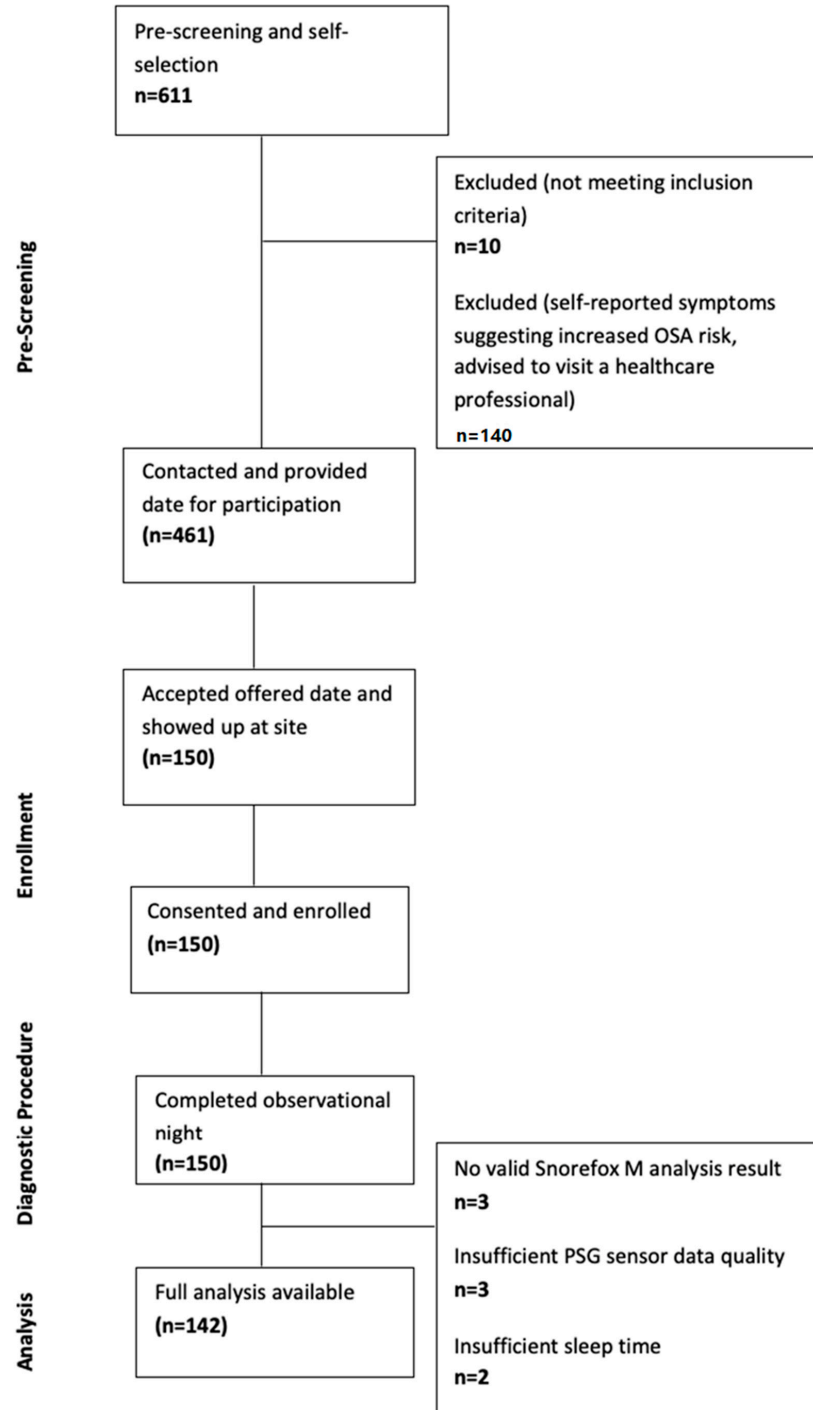 Pre-screening and self-
selection
n=611
Pre-Screening
Excluded (not meeting inclusion
criteria)
n=10
Excluded (self-reported symptoms
suggesting increased OSA risk,
advised to visit a healthcare
professional)
n=140
Contacted and provided
date for participation
(n=461)
Accepted offered date and
showed up at site
(n=150)
Enrollment
Consented and enrolled
(n=150)
Diagnostic Procedure
Completed observational
night
(n=150)
No valid Snorefox M analysis result
n=3
Insufficient PSG sensor data quality
n=3
Insufficient sleep time
n=2
Analysis
Full analysis available
(n=142)